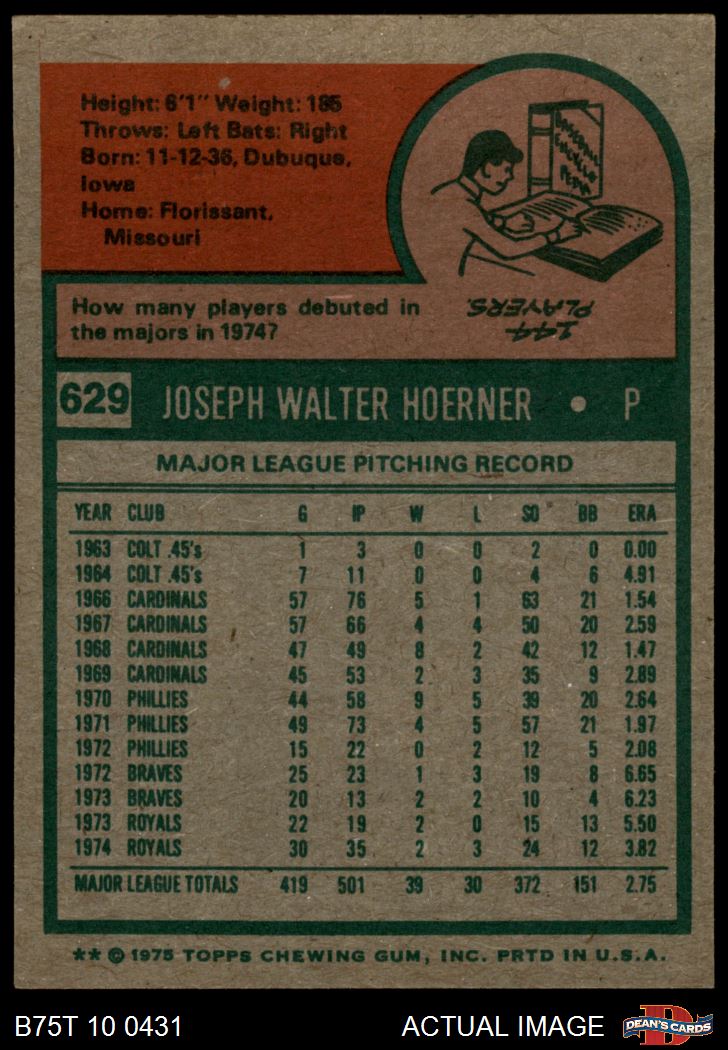 Height: 6'1" Weight: 185
Throws: Left Bats: Right
Born: 11-12-36, Dubuque,
Iowa
Home: Florissant,
Missouri
BASEBALL
ENCYCLO
PEDIA
How many players debuted in
the majors in 1974?
144
PLAYERS.
629 JOSEPH WALTER HOERNER • P
MAJOR LEAGUE PITCHING RECORD
YEAR CLUB G IP W L SO BB ERA
1963 COLT .45's 1 3 0 0 2 0 0.00
1964 COLT .45's 7 11 0 0 4 6 4.91
1966 CARDINALS 57 76 5 1 63 21 1.54
1967 CARDINALS 57 66 4 4 50 20 2.59
1968 CARDINALS 47 49 8 2 42 12 1.47
1969 CARDINALS 45 53 2 3 35 9 2.89
1970 PHILLIES 44 58 9 5 39 20 2.64
1971 PHILLIES 49 73 4 5 57 21 1.97
1972 PHILLIES 15 22 0 2 12 5 2.08
1972 BRAVES 25 23 1 3 19 8 6.65
1973 BRAVES 20 13 2 2 10 4 6.23
1973 ROYALS 22 19 2 0 15 13 5.50
1974 ROYALS 30 35 2 3 24 12 3.82
MAJOR LEAGUE TOTALS 419 501 39 30 372 151 2.75
** © 1975 TOPPS CHEWING GUM, INC. PRTD IN U.S.A.
B75T 10 0431 ACTUAL IMAGE D DEAN'S CARDS